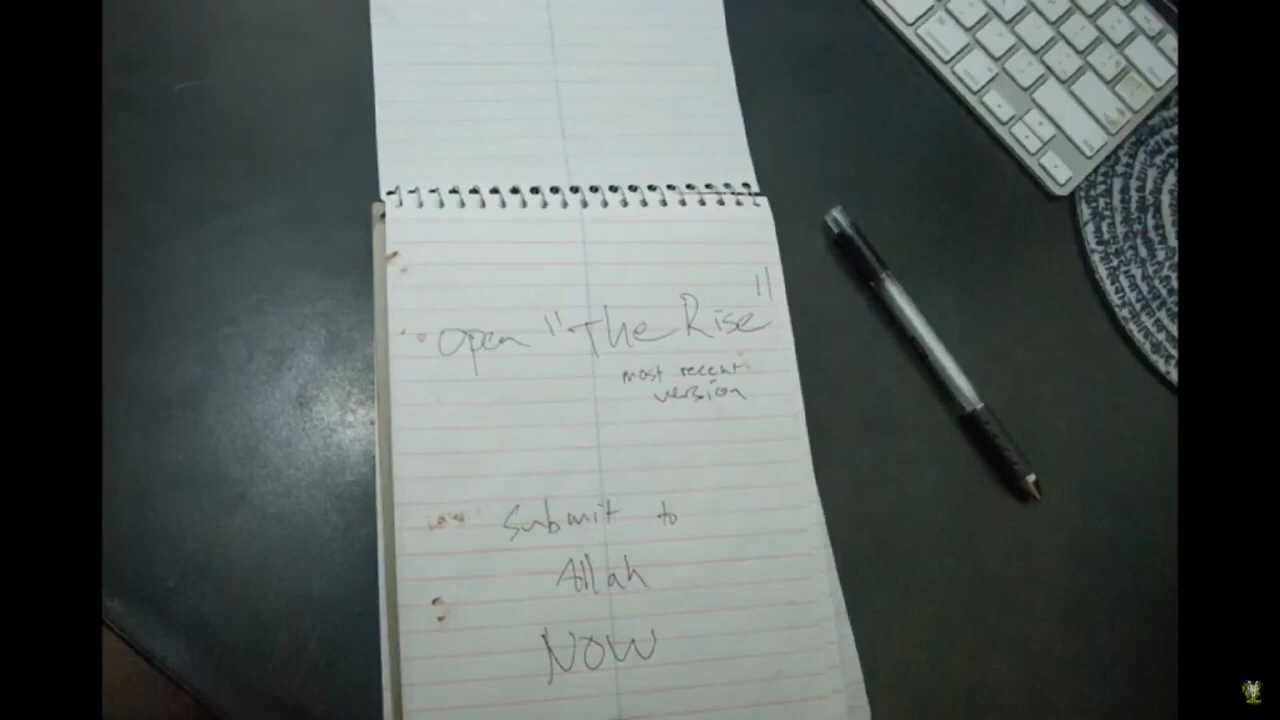 open "The Rise"
most recent
version
Submit to
Allah
NOW